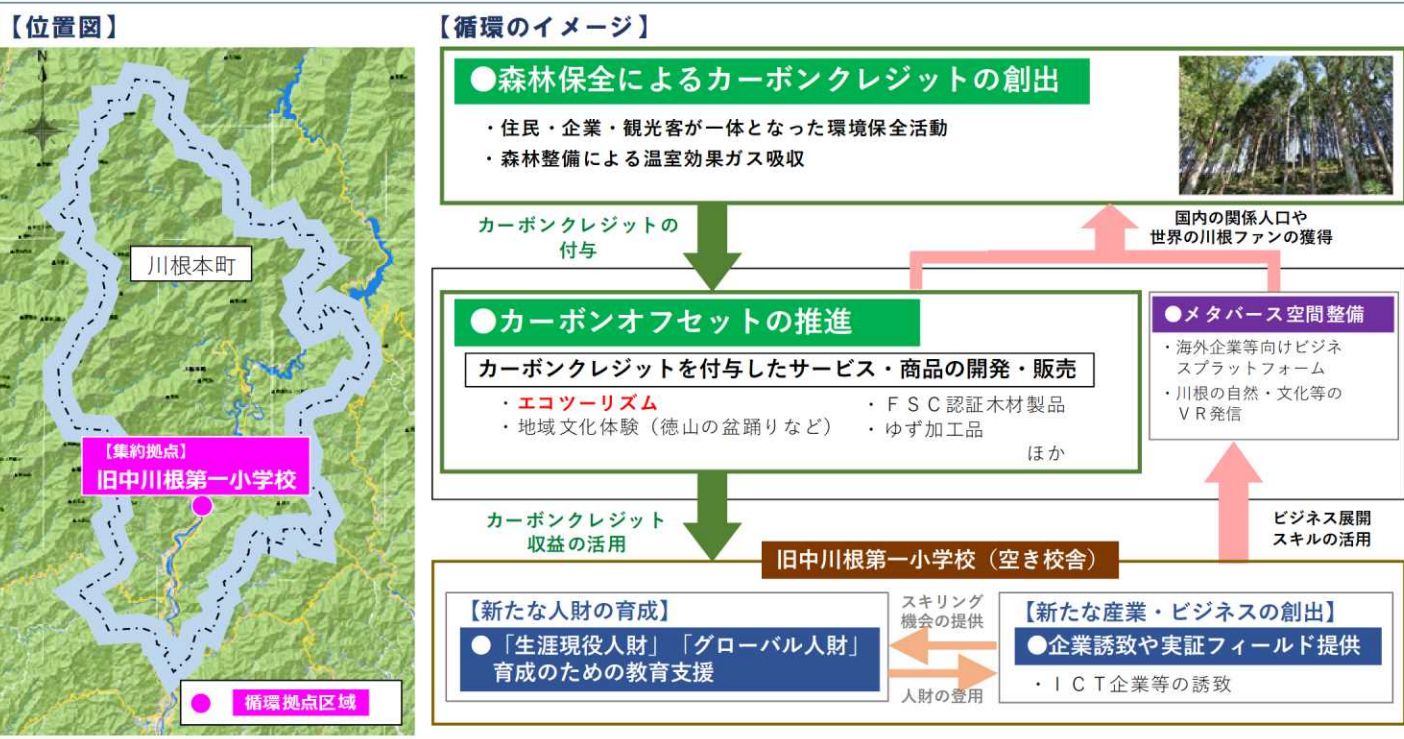 【位置図】
N
川根本町
【集約拠点】
旧中川根第一小学校
循環拠点区域
【循環のイメージ】
●森林保全によるカーボンクレジットの創出
・住民・企業・観光客が一体となった環境保全活動
・森林整備による温室効果ガス吸収
カーボンクレジットの
付与
国内の関係人口や
世界の川根ファンの獲得
●カーボンオフセットの推進
カーボンクレジットを付与したサービス・商品の開発・販売
・エコツーリズム
・地域文化体験（徳山の盆踊りなど）
・ＦＳＣ認証木材製品
・ゆず加工品
ほか
●メタバース空間整備
・海外企業等向けビジネ
スプラットフォーム
・川根の自然・文化等の
ＶＲ発信
カーボンクレジット
収益の活用
ビジネス展開
スキルの活用
旧中川根第一小学校（空き校舎）
【新たな人財の育成】
●「生涯現役人財」「グローバル人財」
育成のための教育支援
スキリング
機会の提供
人財の登用
【新たな産業・ビジネスの創出】
●企業誘致や実証フィールド提供
・ＩＣＴ企業等の誘致